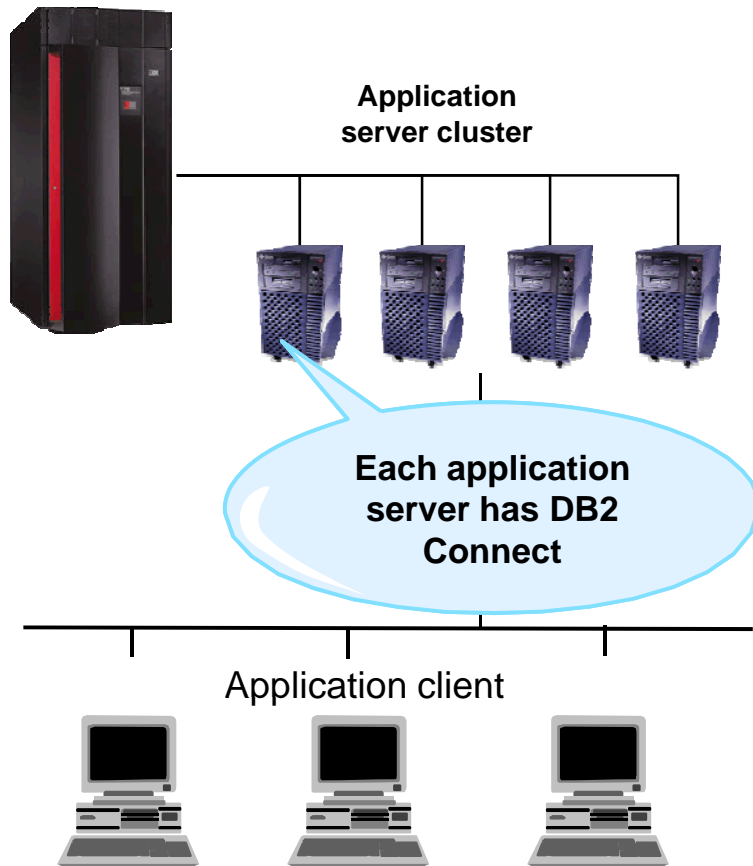 Application
server cluster
Each application
server has DB2
Connect
Application client